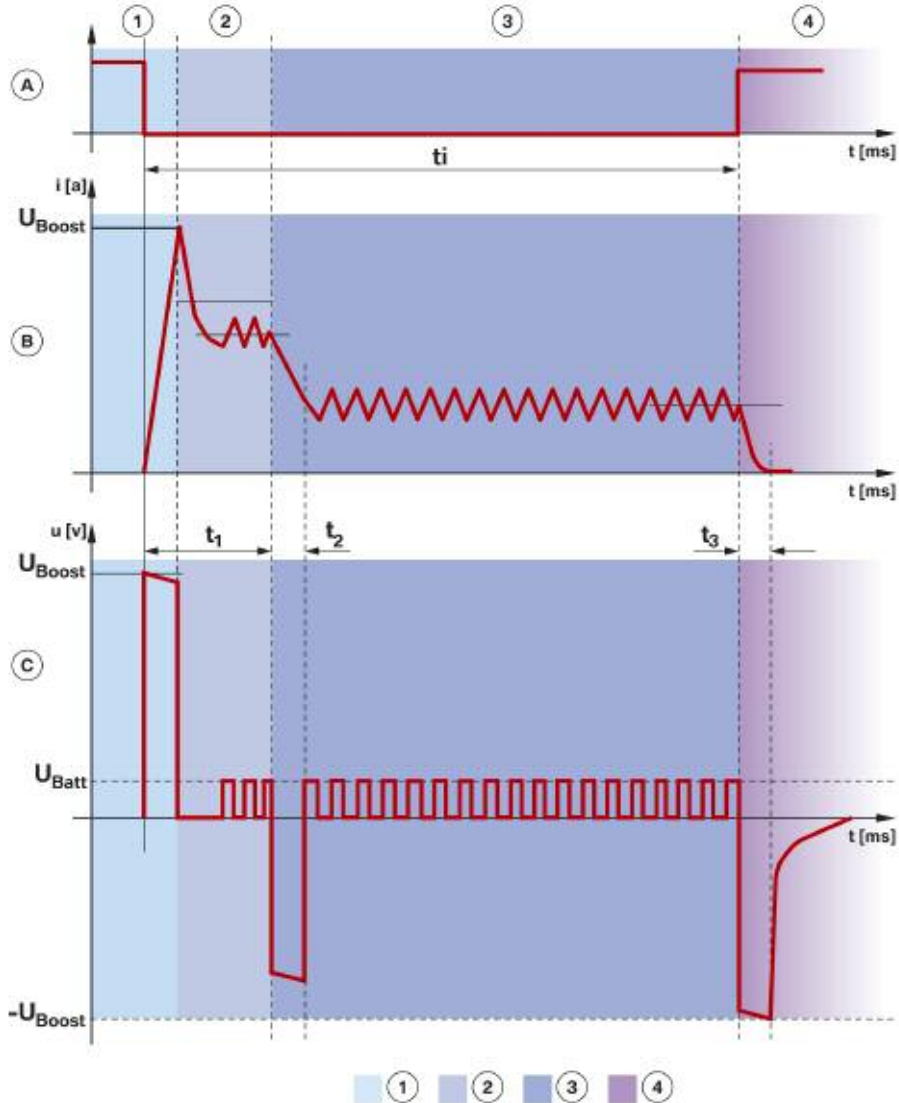 1 2 3 4
A
t [ms]
ti
i [a]
UBoost
B
t [ms]
u [v]
t1 t2 t3
UBoost
C
UBatt
t [ms]
-UBoost
1 2 3 4